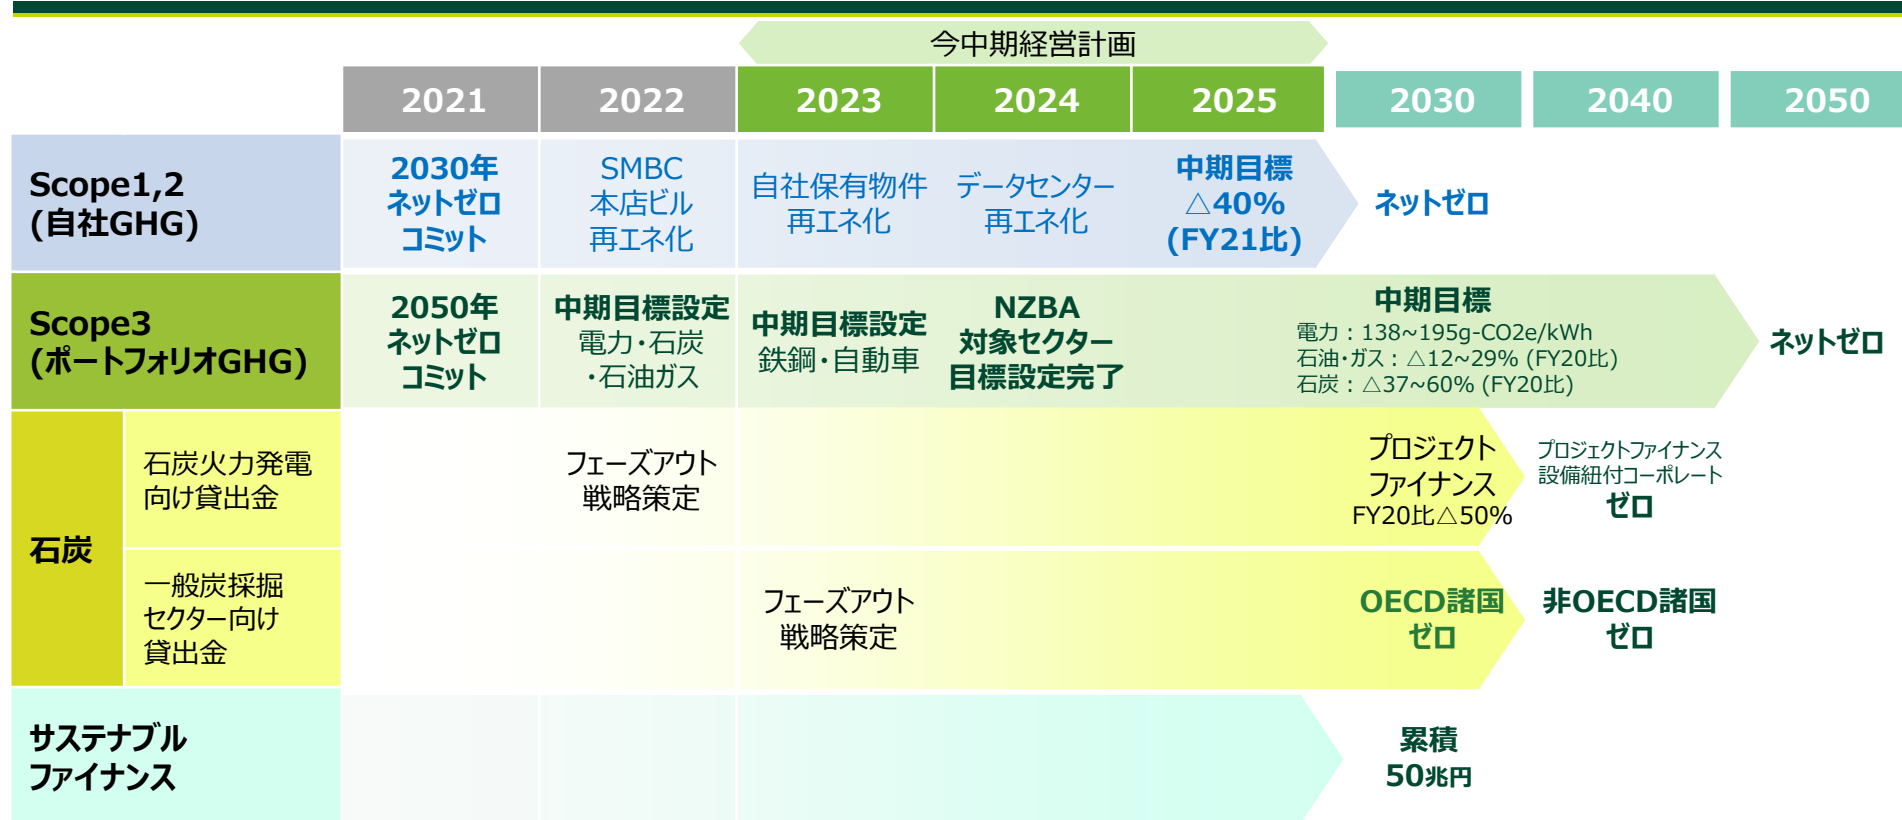 今中期経営計画
2021 2022 2023 2024 2025 2030 2040 2050
Scope1,2
(自社GHG)
2030年
ネットゼロ
コミット
SMBC
本店ビル
再エネ化
自社保有物件
再エネ化
データセンター
再エネ化
中期目標
△40%
(FY21比)
ネットゼロ
Scope3
(ポートフォリオGHG)
2050年
ネットゼロ
コミット
中期目標設定
電力・石炭
・石油ガス
中期目標設定
鉄鋼・自動車
NZBA
対象セクター
目標設定完了
中期目標
電力：138~195g-CO2e/kWh
石油・ガス：△12~29% (FY20比)
石炭：△37~60% (FY20比)
ネットゼロ
石炭
石炭火力発電
向け貸出金
フェーズアウト
戦略策定
プロジェクト
ファイナンス
FY20比△50%
プロジェクトファイナンス
設備紐付コーポレート
ゼロ
一般炭採掘
セクター向け
貸出金
フェーズアウト
戦略策定
OECD諸国
ゼロ
非OECD諸国
ゼロ
サステナブル
ファイナンス
累積
50兆円